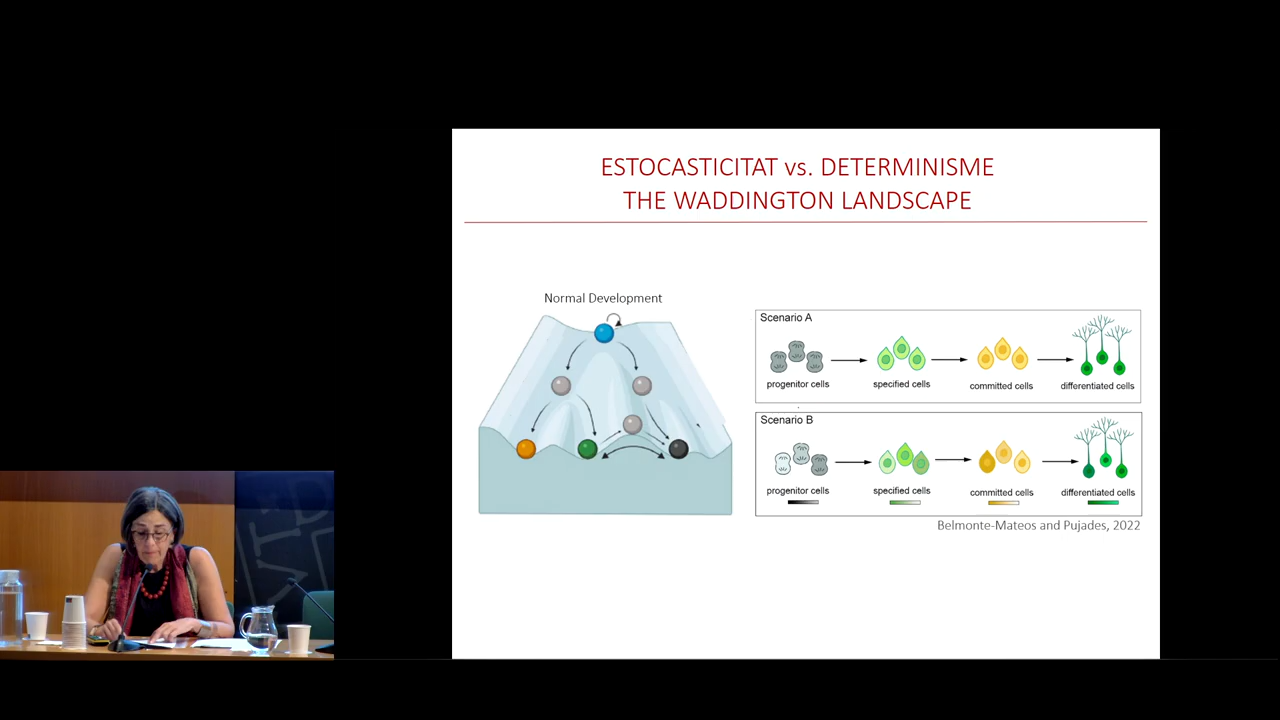 ESTOCASTICITAT vs. DETERMINISME
THE WADDINGTON LANDSCAPE
Normal Development
Scenario A
progenitor cells
specified cells
committed cells
differentiated cells
Scenario B
progenitor cells
specified cells
committed cells
differentiated cells
Belmonte-Mateos and Pujades, 2022